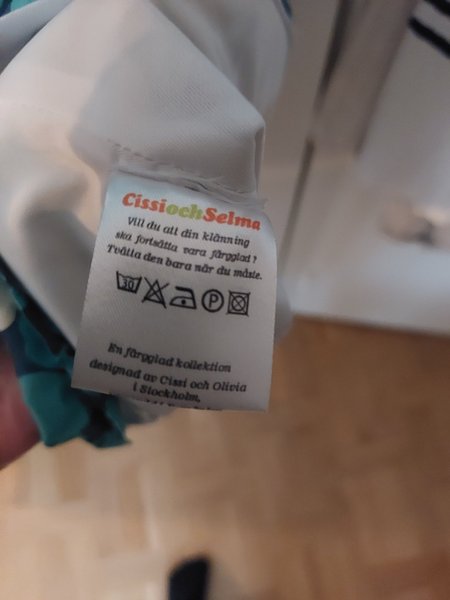 CissiochSelma
Vill du att din klänning
ska fortsätta vara färgglad?
Tvätta den bara när du måste.
30 P
En färgglad kollektion
designad av Cissi och Olivia
i Stockholm,